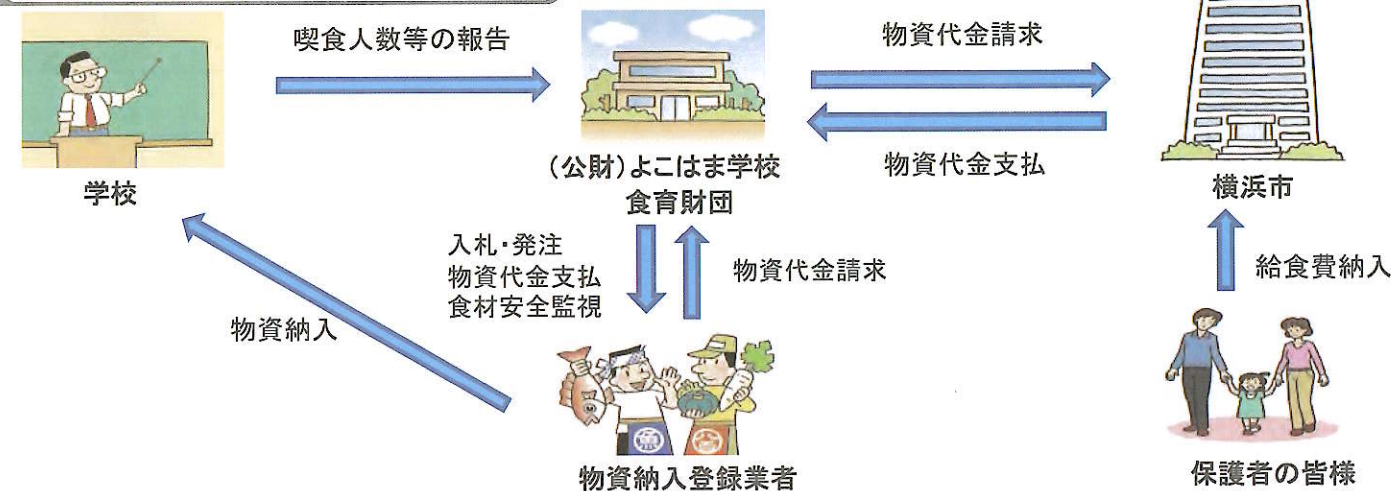 喫食人数等の報告
物資代金請求
物資代金支払
学校
(公財)よこはま学校
食育財団
横浜市
入札・発注
物資代金支払
食材安全監視
物資代金請求
給食費納入
物資納入
魚
物資納入登録業者
保護者の皆様